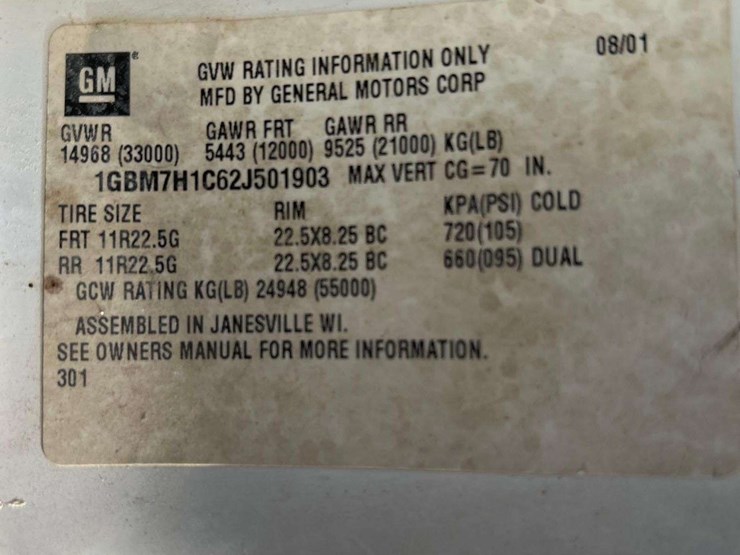 GM®
08/01
GVW RATING INFORMATION ONLY
MFD BY GENERAL MOTORS CORP
GVWR GAWR FRT GAWR RR
14968 (33000) 5443 (12000) 9525 (21000) KG(LB)
1GBM7H1C62J501903 MAX VERT CG=70 IN.
TIRE SIZE RIM KPA(PSI) COLD
FRT 11R22.5G 22.5X8.25 BC 720(105)
RR 11R22.5G 22.5X8.25 BC 660(095) DUAL
GCW RATING KG(LB) 24948 (55000)
ASSEMBLED IN JANESVILLE WI.
SEE OWNERS MANUAL FOR MORE INFORMATION.
301